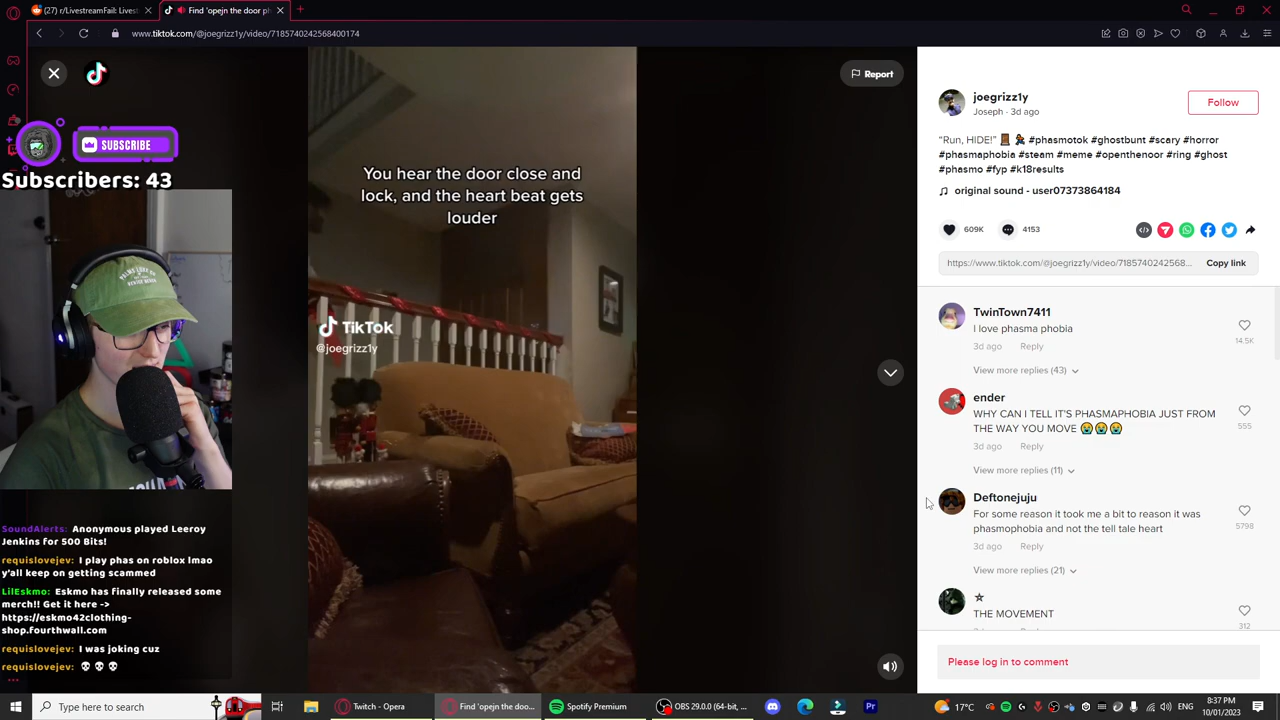 (27) r/LivestreamFail: Livest
Find 'opejn the door ph
www.tiktok.com/@joegrizz1y/video/7185740242568400174
Report
SUBSCRIBE
Subscribers: 43
You hear the door close and
lock, and the heart beat gets
louder
TikTok
@joegrizz1y
SoundAlerts: Anonymous played Leeroy
Jenkins for 500 Bits!
requislovejev: I play phas on roblox lmao
y'all keep on getting scammed
LilEskmo: Eskmo has finally released some
merch!! Get it here ->
https://eskmo42clothing-
shop.fourthwall.com
requislovejev: I was joking cuz
requislovejev: 💀 💀 💀
joegrizz1y
Joseph · 3d ago
Follow
"Run, HIDE!" 🚪 #phasmotok #ghostbunt #scary #horror
#phasmaphobia #steam #meme #openthenoor #ring #ghost
#phasmo #fyp #k18results
original sound - user07373864184
609K
4153
https://www.tiktok.com/@joegrizz1y/video/718574024256­8...
Copy link
TwinTown7411
I love phasma phobia
3d ago Reply
14.5K
View more replies (43)
ender
WHY CAN I TELL IT'S PHASMAPHOBIA JUST FROM
THE WAY YOU MOVE 😭😭😭
3d ago Reply
555
View more replies (11)
Deftonejuju
For some reason it took me a bit to reason it was
phasmophobia and not the tell tale heart
3d ago Reply
5798
View more replies (21)
THE MOVEMENT
312
Please log in to comment
Type here to search
Twitch - Opera
Find 'opejn the doo...
Spotify Premium
OBS 29.0.0 (64-bit, ...
17°C
ENG
8:37 PM
10/01/2023